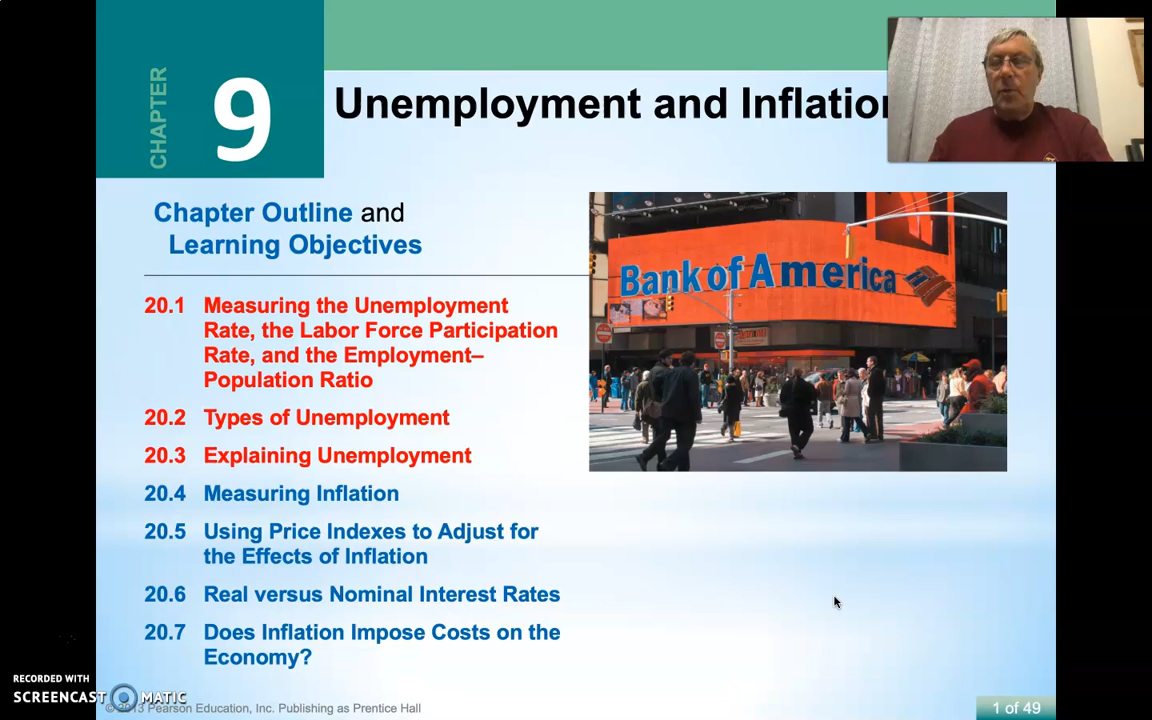 CHAPTER
9
Unemployment and Inflation
Chapter Outline and
Learning Objectives
20.1 Measuring the Unemployment
Rate, the Labor Force Participation
Rate, and the Employment–
Population Ratio
20.2 Types of Unemployment
20.3 Explaining Unemployment
20.4 Measuring Inflation
20.5 Using Price Indexes to Adjust for
the Effects of Inflation
20.6 Real versus Nominal Interest Rates
20.7 Does Inflation Impose Costs on the
Economy?
Bank of America
RECORDED WITH
SCREENCAST MATIC
© 2013 Pearson Education, Inc. Publishing as Prentice Hall
1 of 49